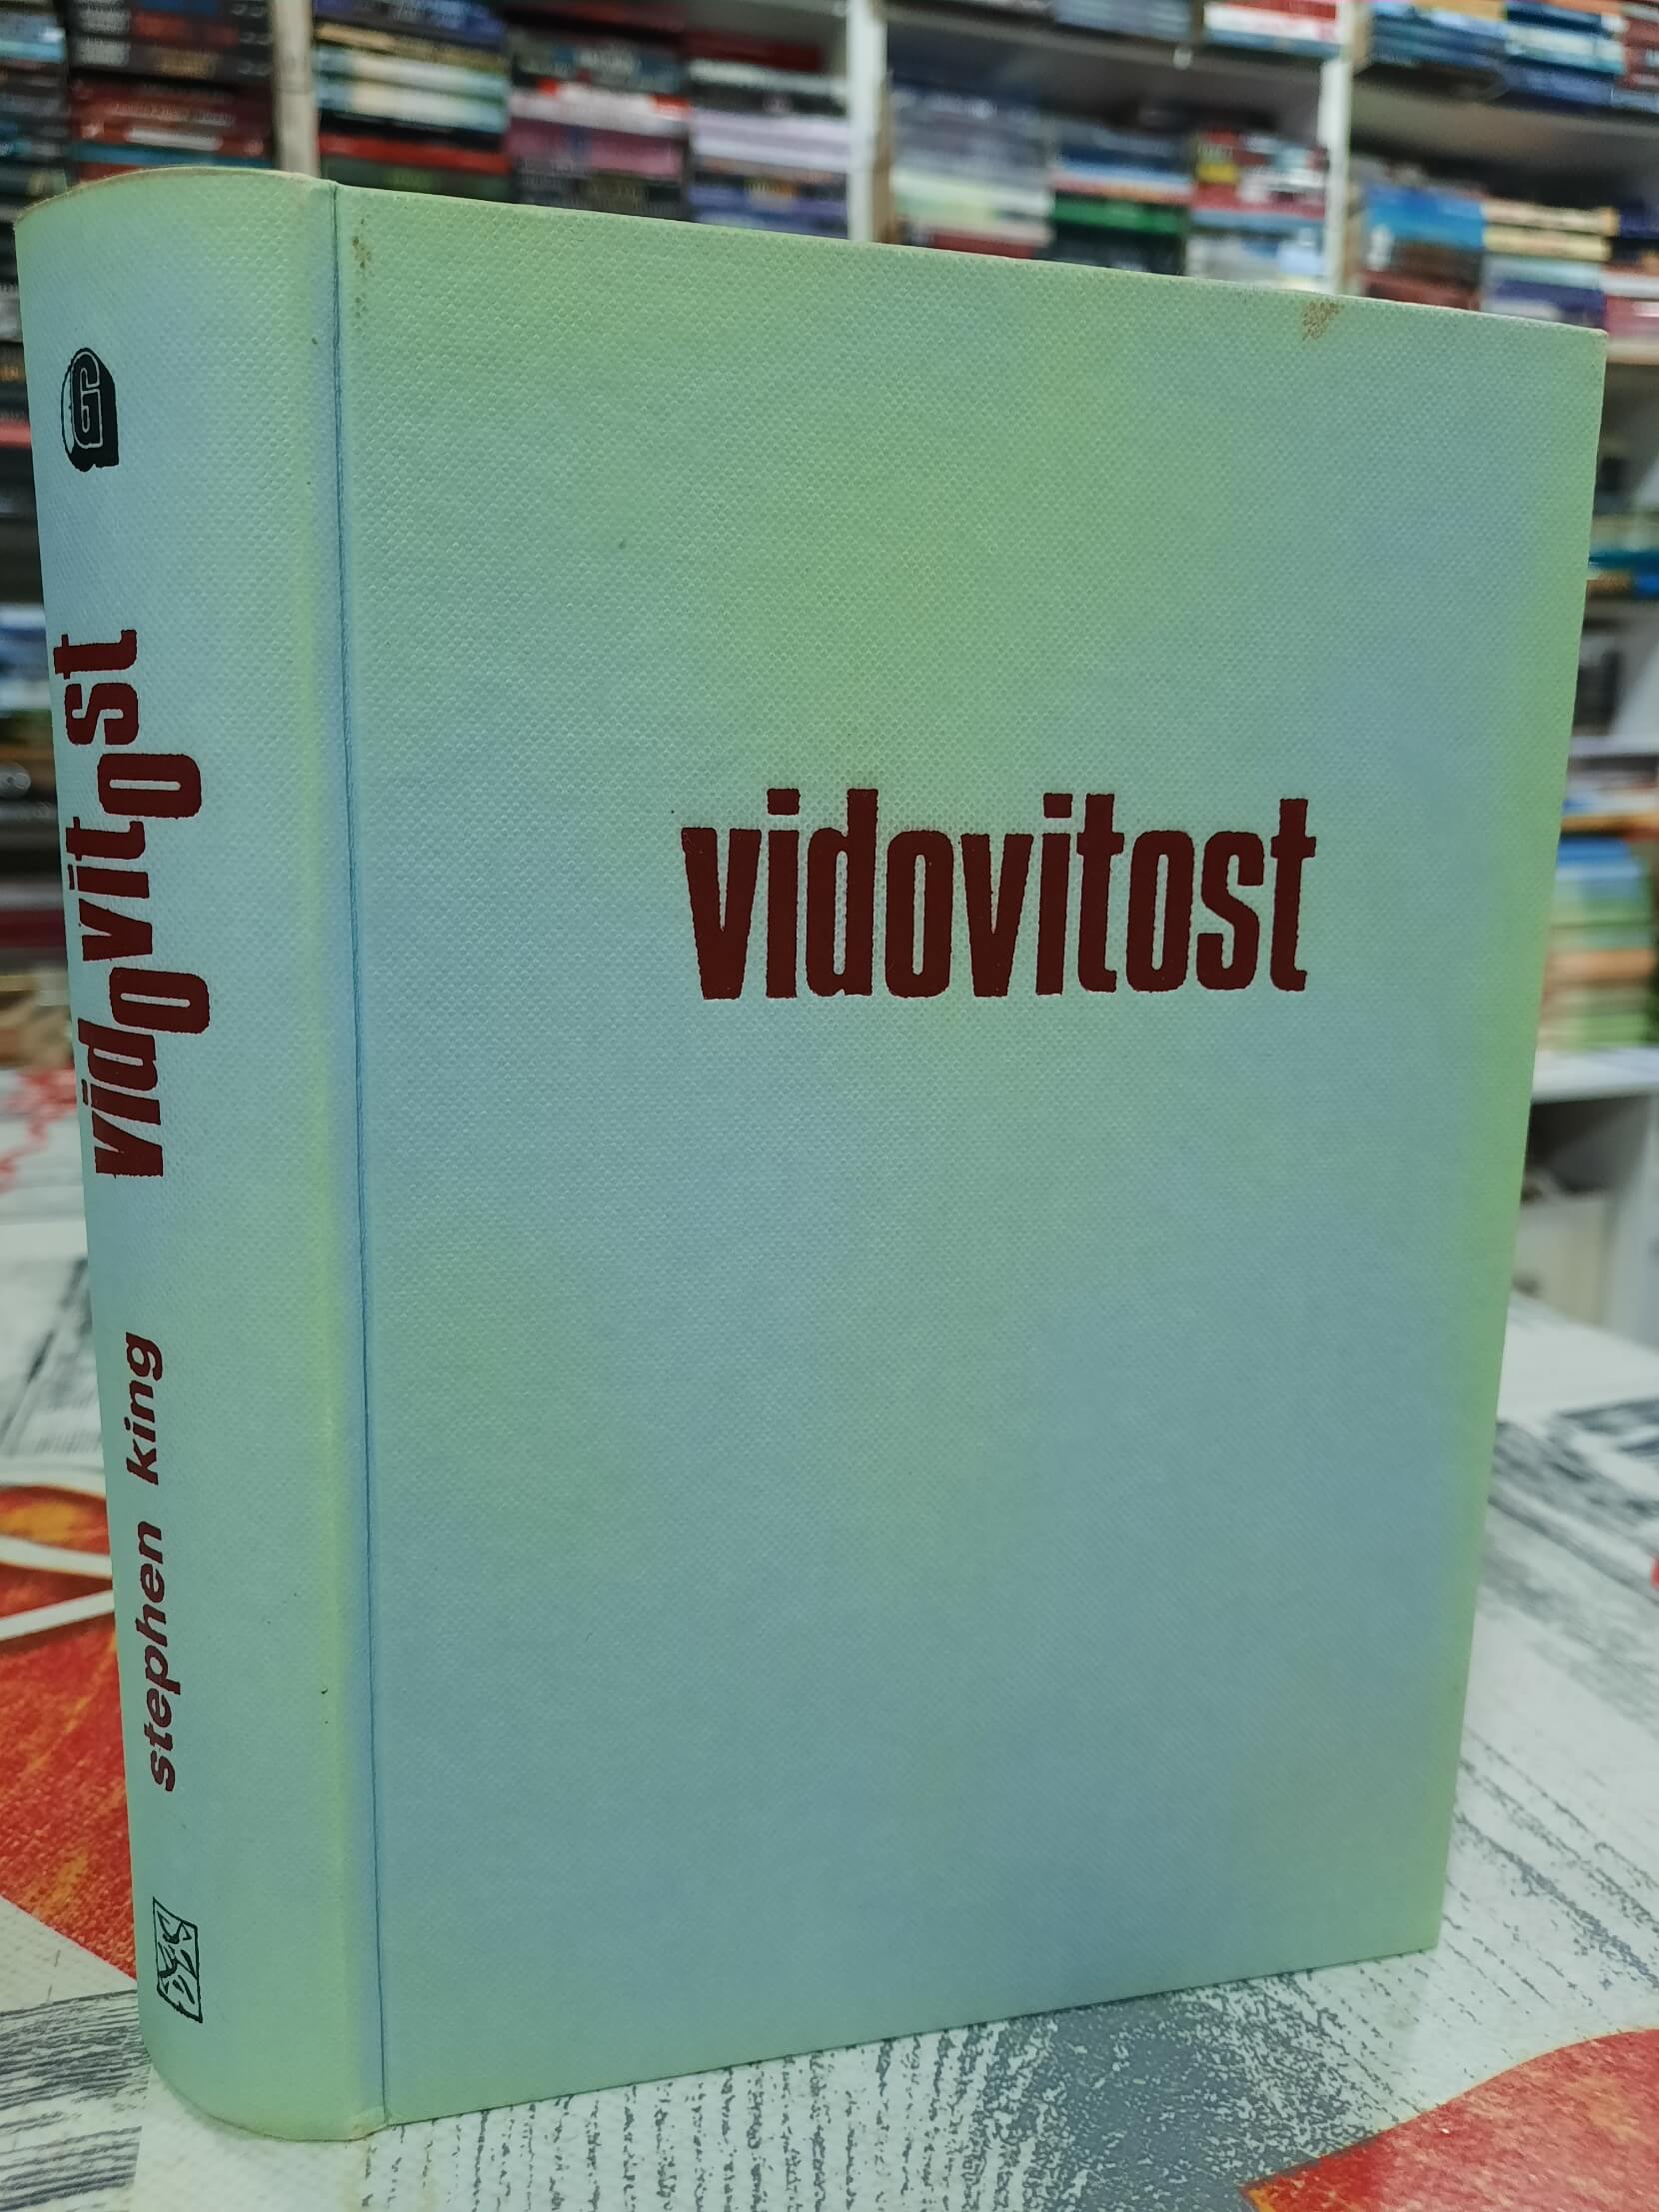 vidovitost
stephen king
vidovitost
G